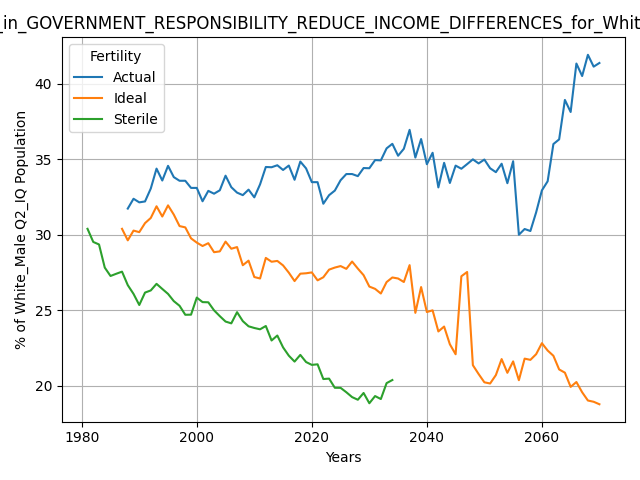 _in_GOVERNMENT_RESPONSIBILITY_REDUCE_INCOME_DIFFERENCES_for_Whit
Fertility
Actual
Ideal
Sterile
40
35
30
25
20
% of White_Male Q2_IQ Population
1980 2000 2020 2040 2060
Years